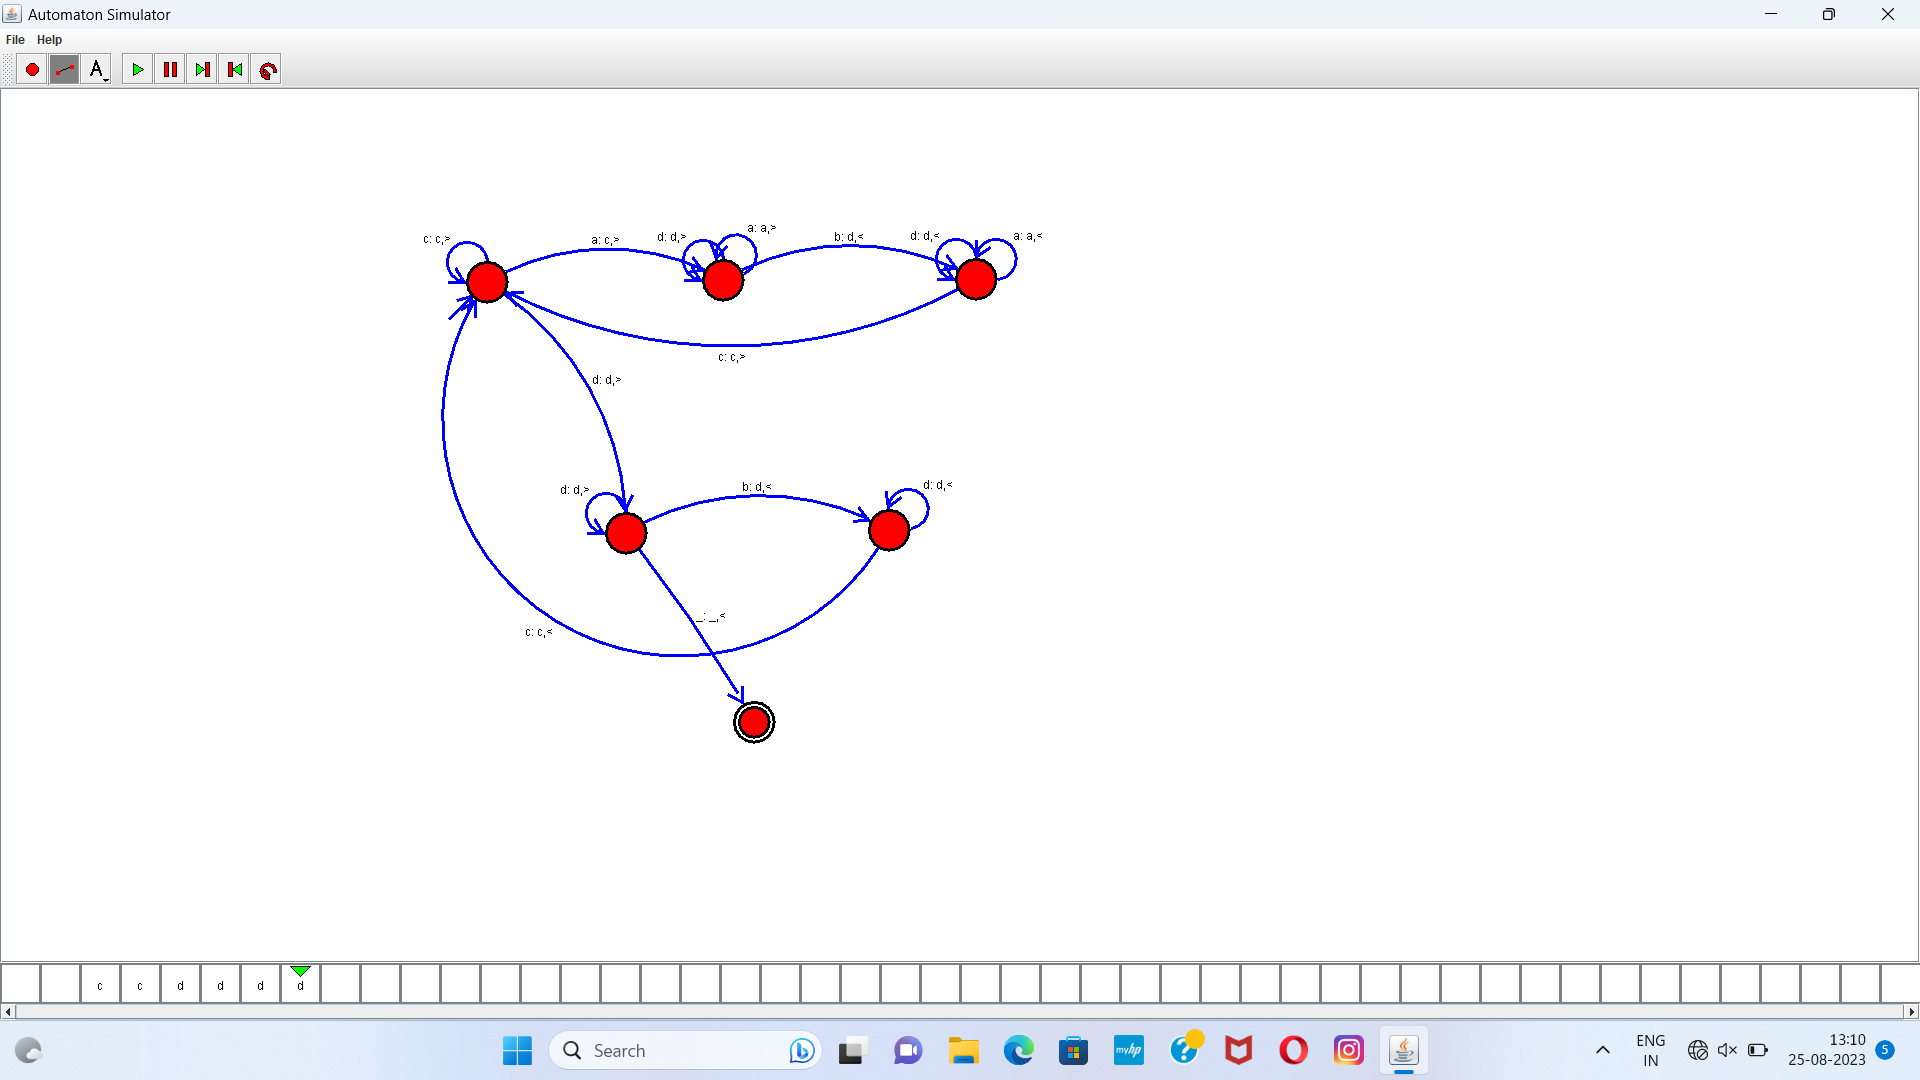 Automaton Simulator
File Help
A
a: a,>
c: c,> a: c,> d: d,> b: d,< d: d,< a: a,<
c: c,>
d: d,>
d: d,> b: d,< d: d,<
_: _,<
c: c,<
c c d d d d
Search
myhp
?
ENG
IN
13:10
25-08-2023
5